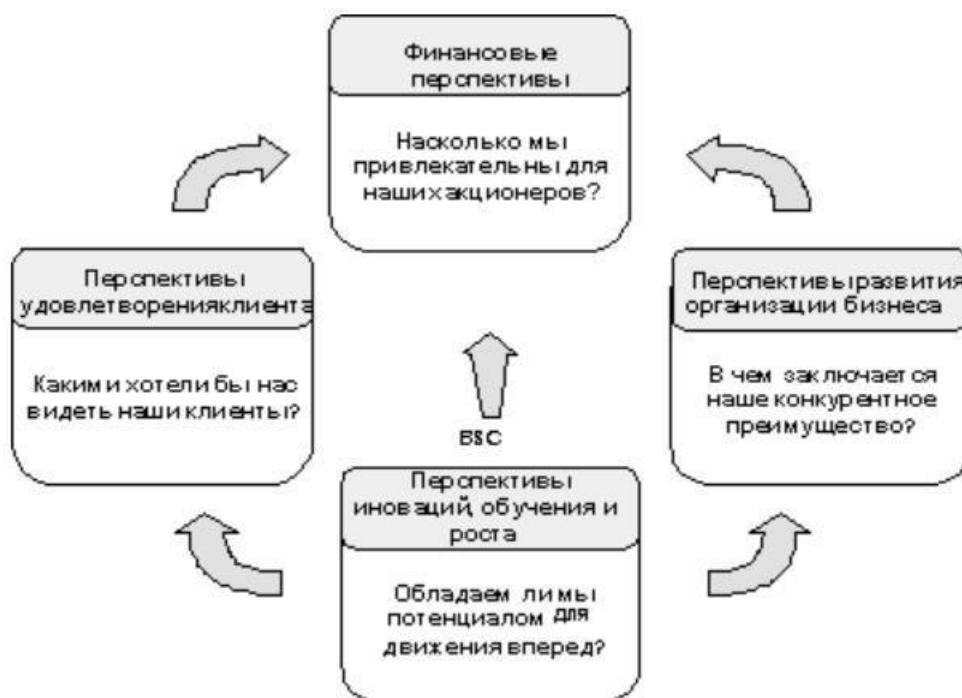 Финансовые
перспективы
Насколько мы
привлекательны для
наших акционеров?
Перспективы
удовлетворения клиента
Каким и хотели бы нас
видеть наши клиенты?
Перспективы развития
организации бизнеса
В чем заключается
наше конкурентное
преимущество?
BSC
Перспективы
иноваций, обучения и
роста
Обладаем ли мы
потенциалом для
движения вперед?